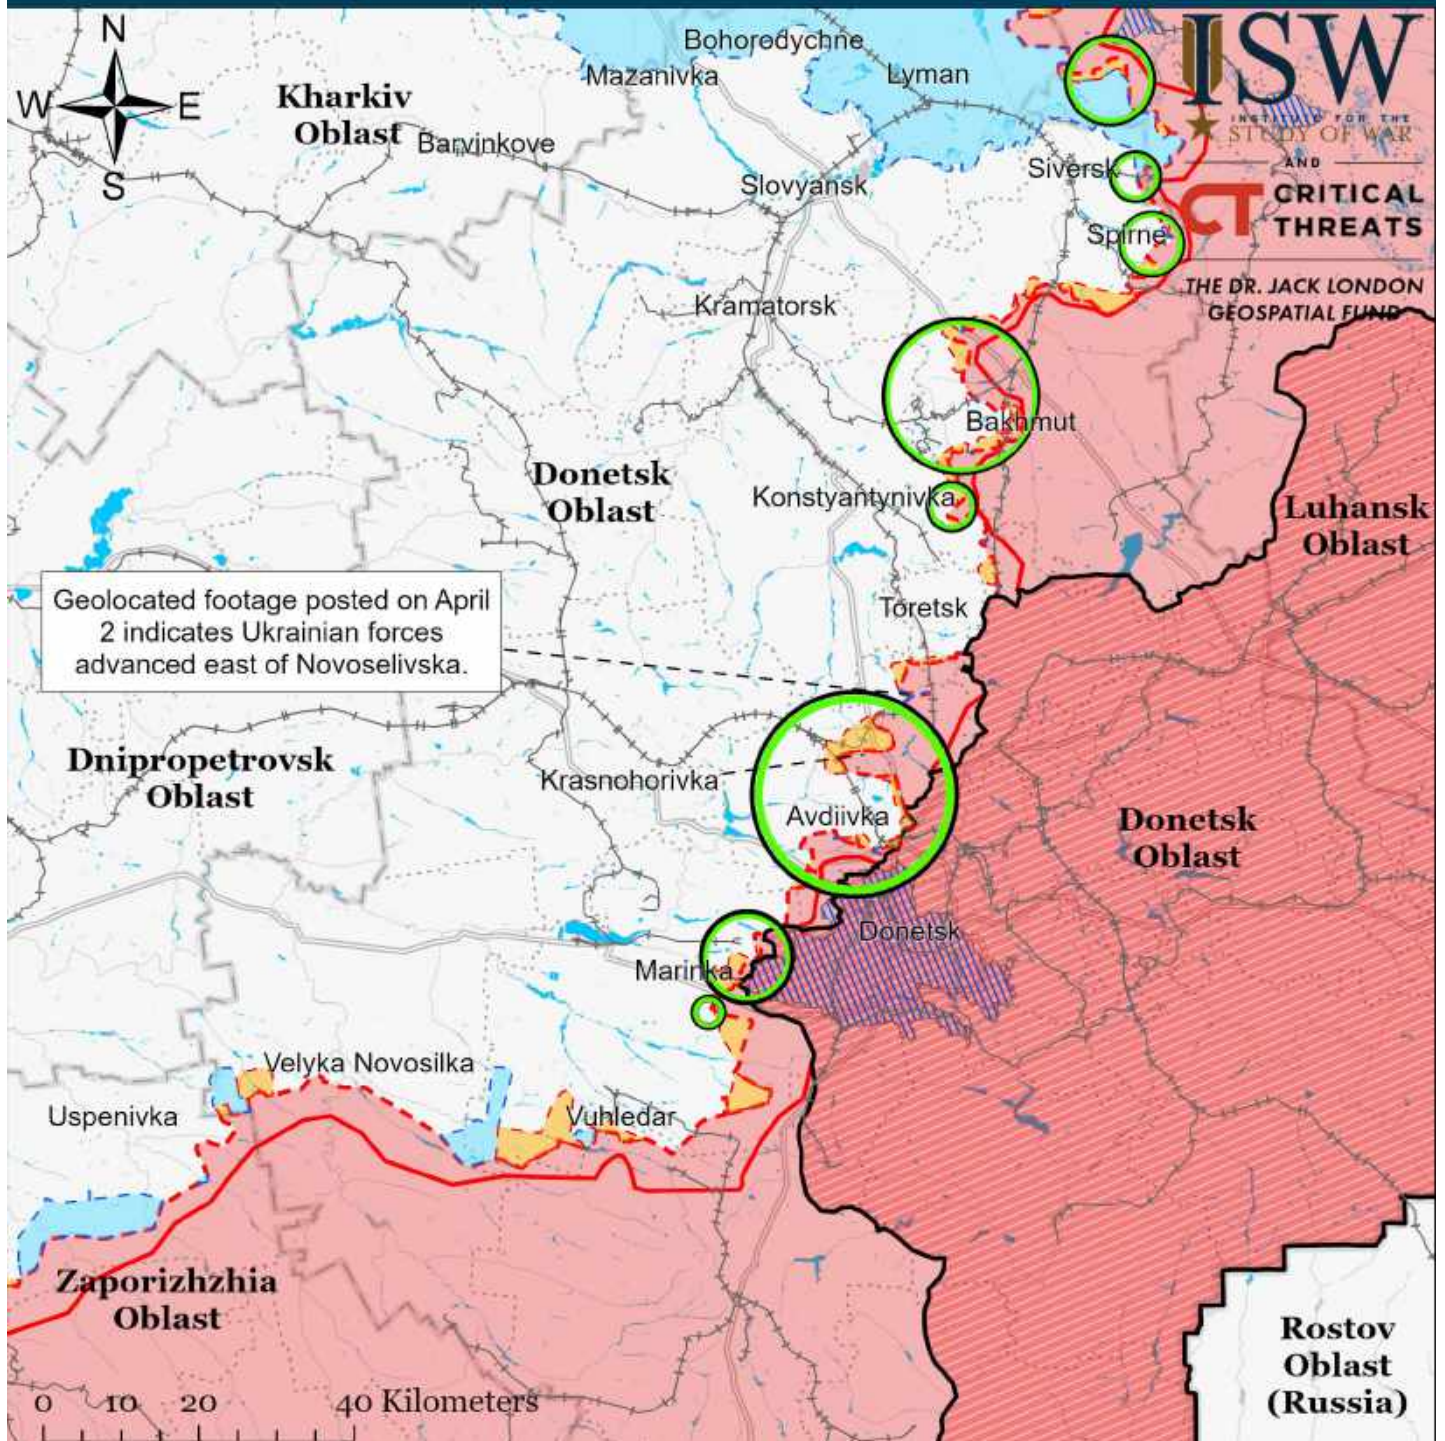 N
W
E
S
Kharkiv
Oblast
Barvinkove
Bohorodychne
Mazanivka
Lyman
Slovyansk
Siversk
Spirne
ISW
INSTITUTE FOR THE
STUDY OF WAR
AND
CT CRITICAL
THREATS
THE DR. JACK LONDON
GEOSPATIAL FUND
Kramatorsk
Bakhmut
Donetsk
Oblast
Konstyantynivka
Luhansk
Oblast
Toretsk
Geolocated footage posted on April
2 indicates Ukrainian forces
advanced east of Novoselivska.
Dnipropetrovsk
Oblast
Krasnohorivka
Avdiivka
Donetsk
Oblast
Donetsk
Marinka
Velyka Novosilka
Uspenivka
Vuhledar
Zaporizhzhia
Oblast
Rostov
Oblast
(Russia)
0 10 20 40 Kilometers